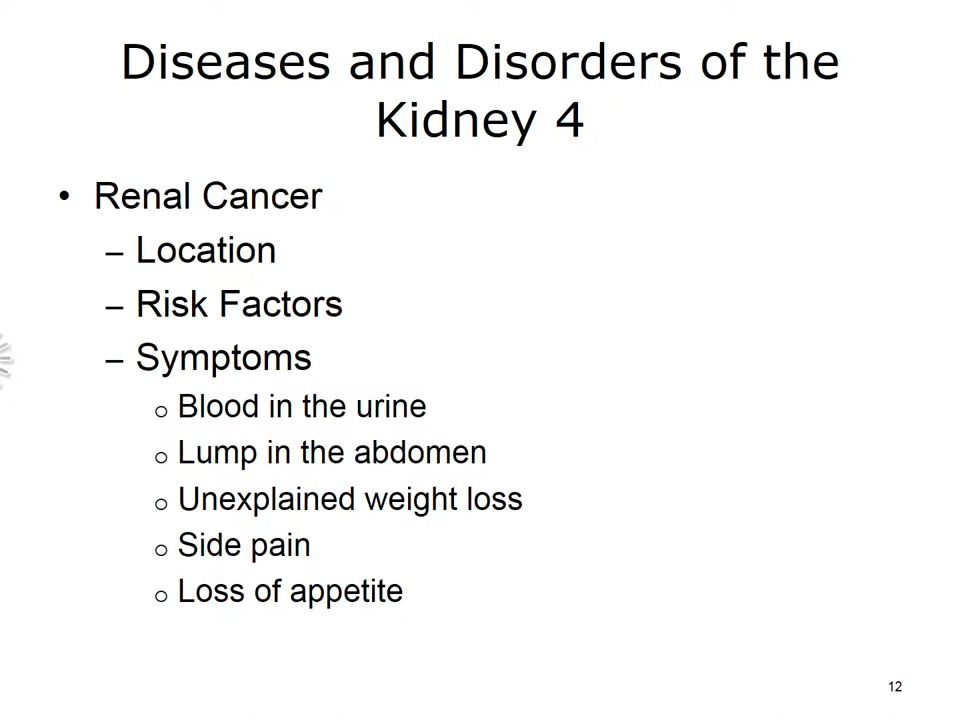 Diseases and Disorders of the
Kidney 4
• Renal Cancer
– Location
– Risk Factors
– Symptoms
o Blood in the urine
o Lump in the abdomen
o Unexplained weight loss
o Side pain
o Loss of appetite
12